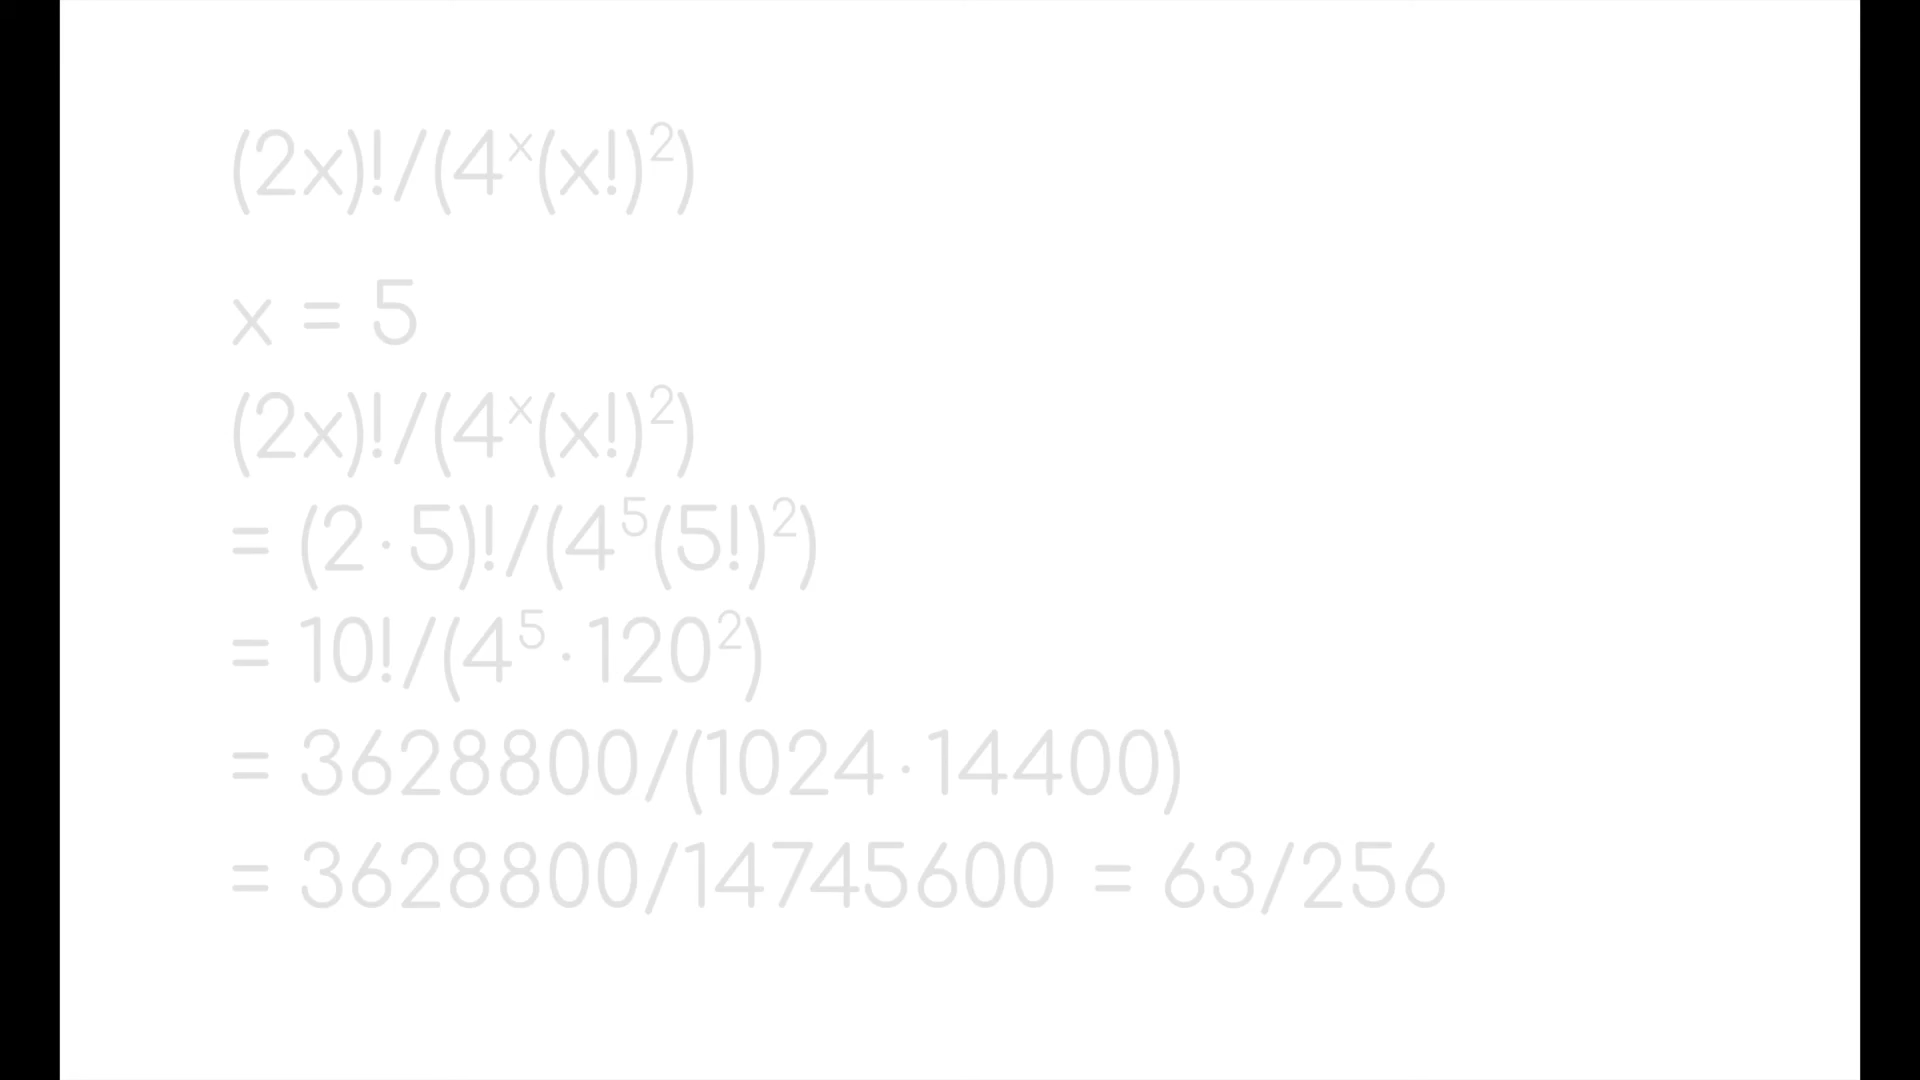 (2x)!/(4ˣ(x!)²)
x = 5
(2x)!/(4ˣ(x!)²)
= (2·5)!/(4⁵(5!)²)
= 10!/(4⁵·120²)
= 3628800/(1024·14400)
= 3628800/14745600 = 63/256